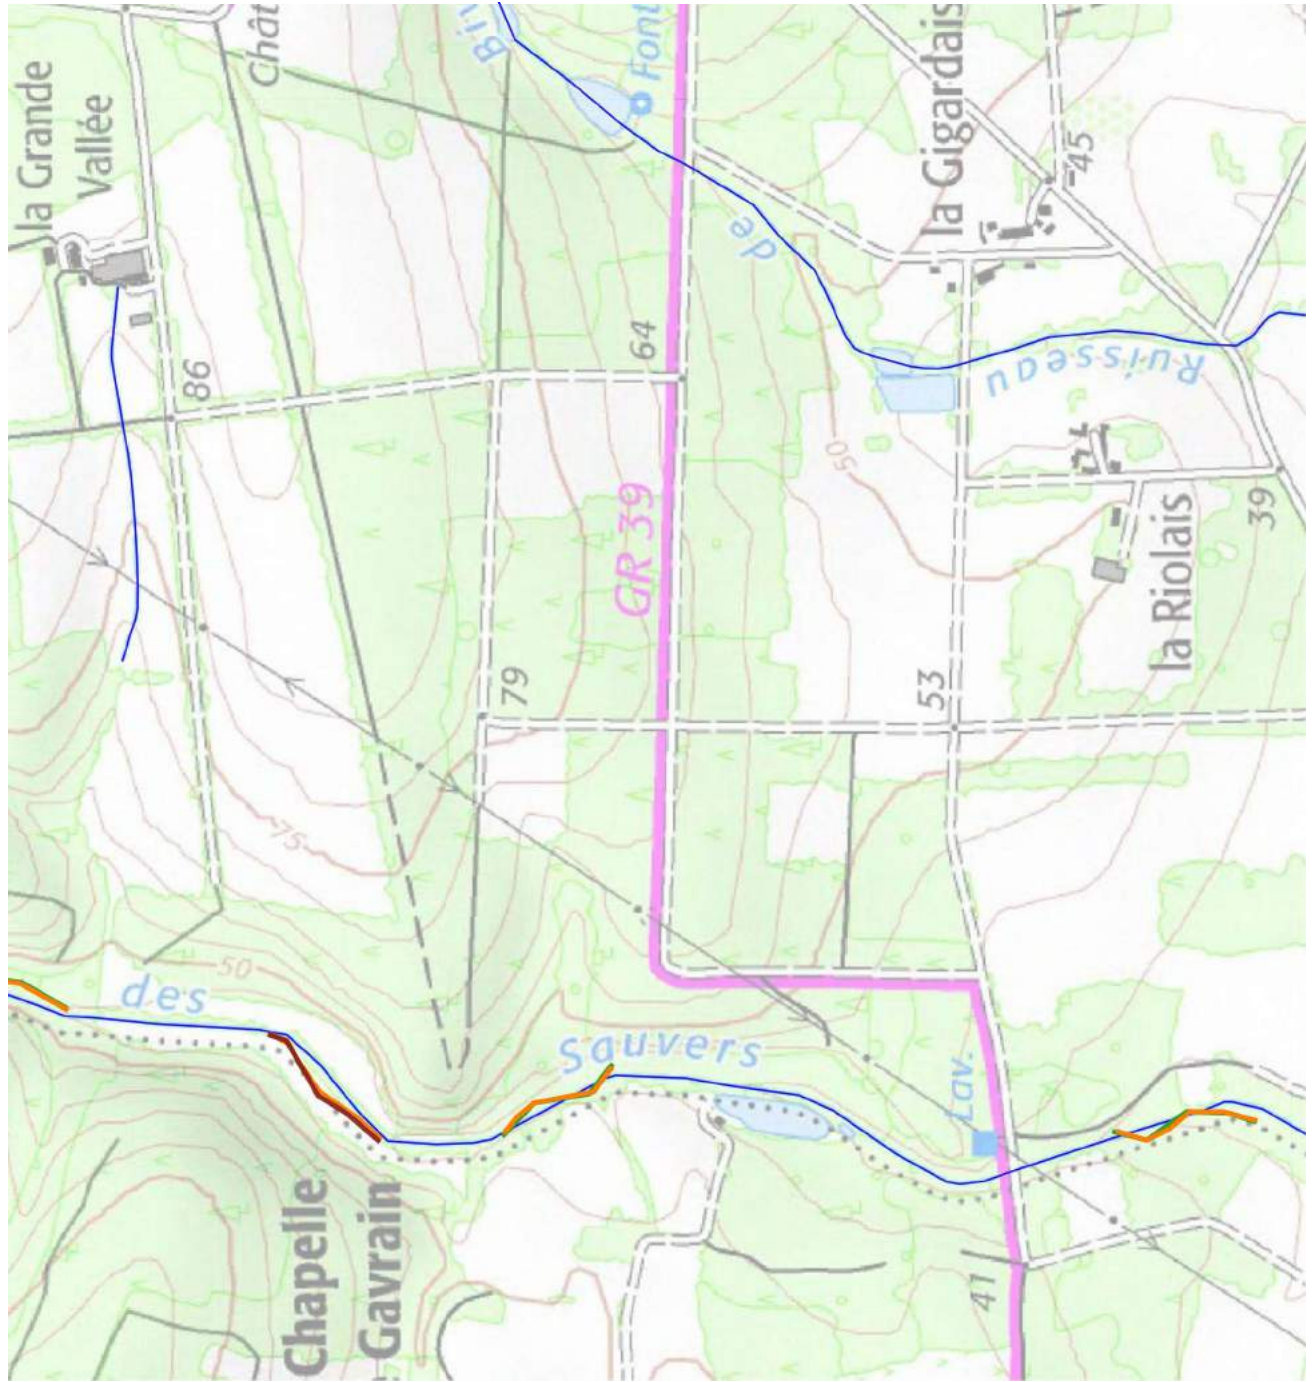 la Grande
Vallée
Chât
Bi
Font
la Gigardais
45
de
64
86
Ruisseau
50
GR 39
39
la Riolais
79
53
75
50
des
Sauvers
Lav.
Chapelle
Gavrain
41